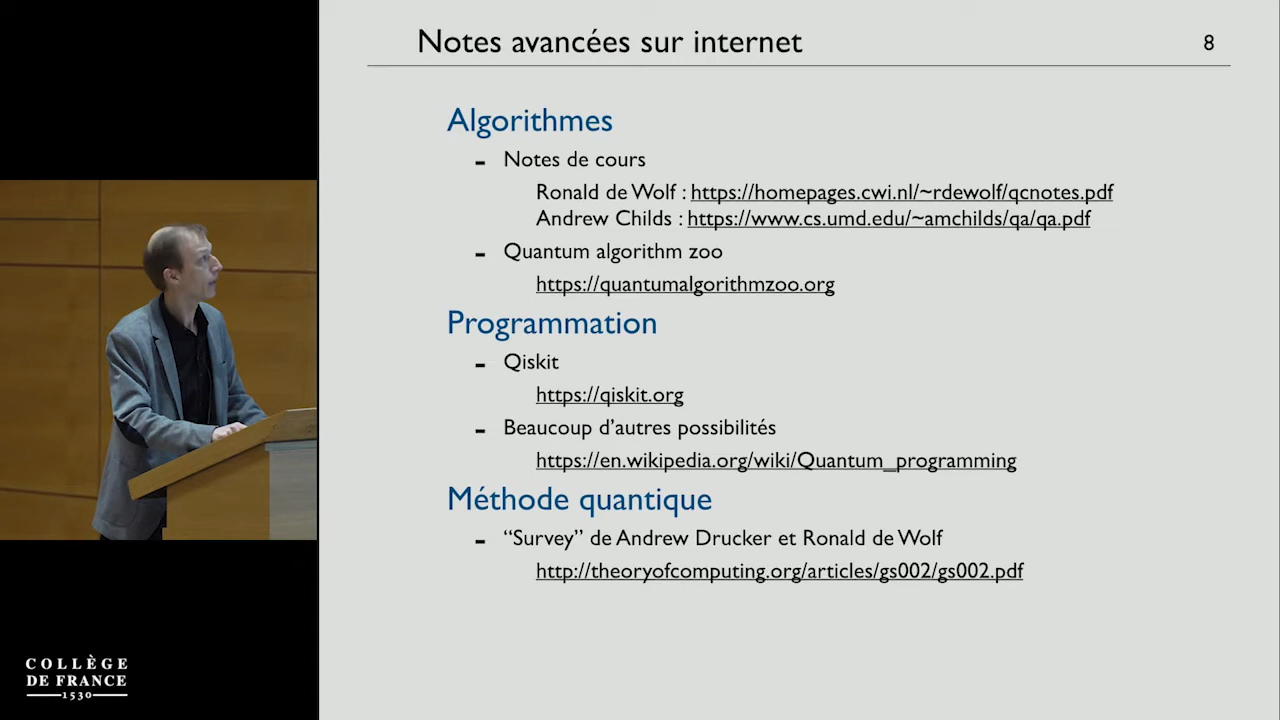 Notes avancées sur internet
8
Algorithmes
- Notes de cours
Ronald de Wolf : https://homepages.cwi.nl/~rdewolf/qcnotes.pdf
Andrew Childs : https://www.cs.umd.edu/~amchilds/qa/qa.pdf
- Quantum algorithm zoo
https://quantumalgorithmzoo.org
Programmation
- Qiskit
https://qiskit.org
- Beaucoup d’autres possibilités
https://en.wikipedia.org/wiki/Quantum_programming
Méthode quantique
- “Survey” de Andrew Drucker et Ronald de Wolf
http://theoryofcomputing.org/articles/gs002/gs002.pdf
COLLÈGE
DE FRANCE
1530